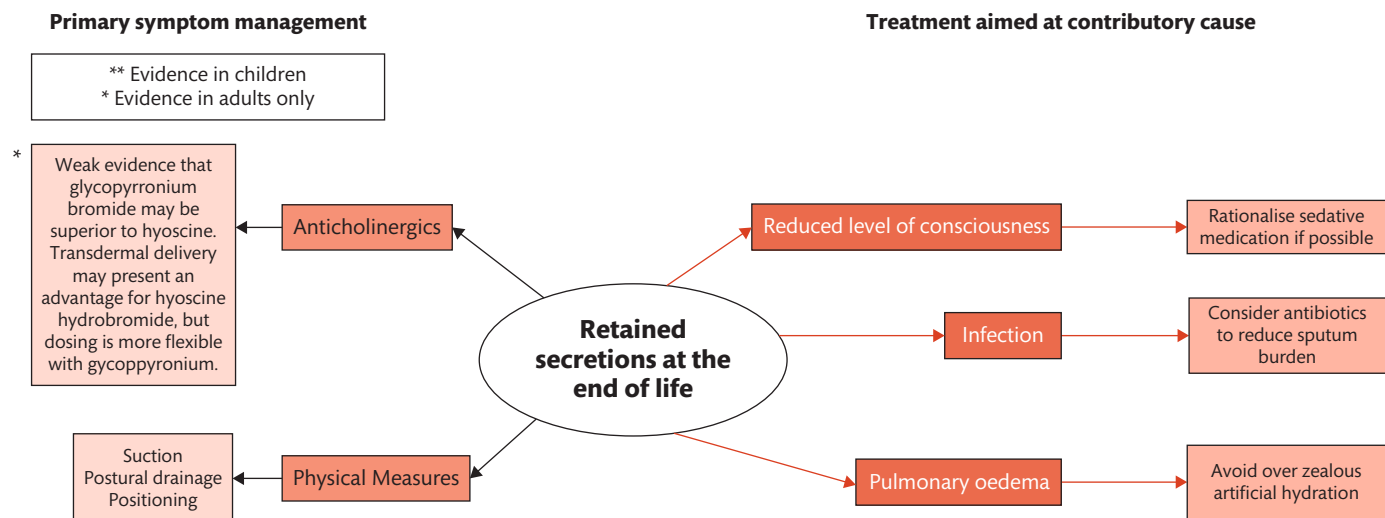 Primary symptom management
Treatment aimed at contributory cause
** Evidence in children
* Evidence in adults only
*
Weak evidence that
glycopyrronium
bromide may be
superior to hyoscine.
Transdermal delivery
may present an
advantage for hyoscine
hydrobromide, but
dosing is more flexible
with gycoppyronium.
Anticholinergics
Suction
Postural drainage
Positioning
Physical Measures
Retained
secretions at the
end of life
Reduced level of consciousness
Rationalise sedative
medication if possible
Infection
Consider antibiotics
to reduce sputum
burden
Pulmonary oedema
Avoid over zealous
artificial hydration